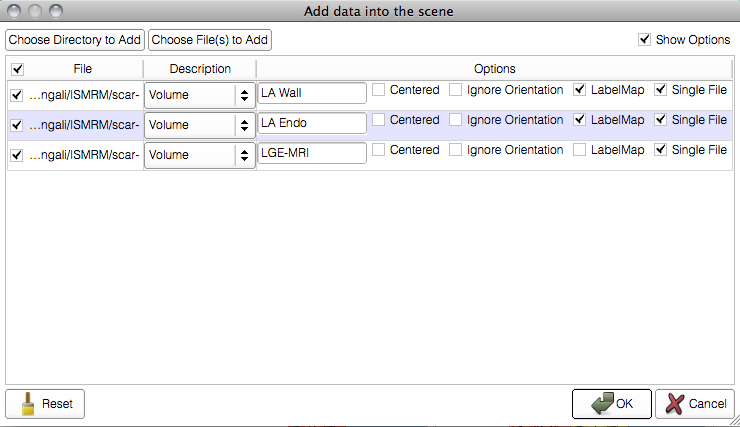 Add data into the scene
Choose Directory to Add Choose File(s) to Add Show Options
File Description Options
...ngali/ISMRM/scar- Volume LA Wall Centered Ignore Orientation LabelMap Single File
...ngali/ISMRM/scar- Volume LA Endo Centered Ignore Orientation LabelMap Single File
...ngali/ISMRM/scar- Volume LGE-MRI Centered Ignore Orientation LabelMap Single File
Reset OK Cancel